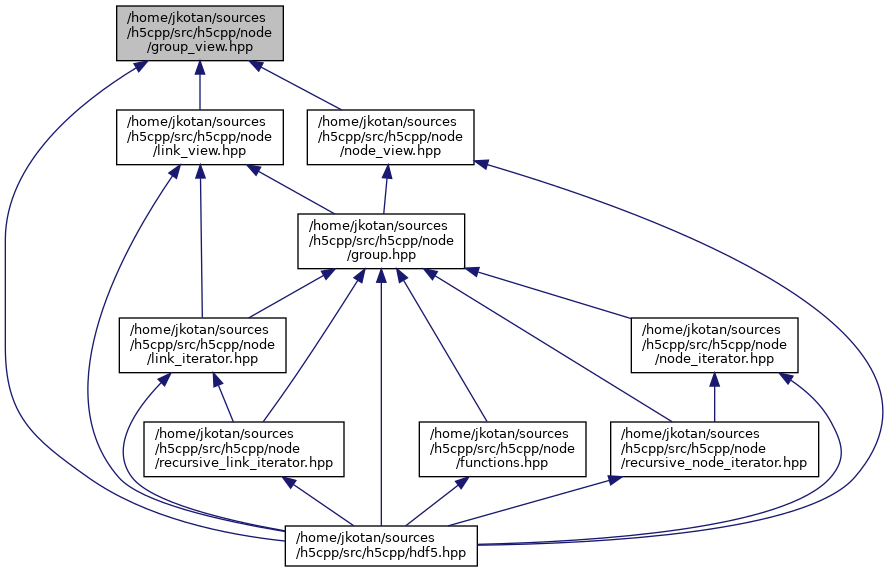 /home/jkotan/sources
/h5cpp/src/h5cpp/node
/group_view.hpp
/home/jkotan/sources
/h5cpp/src/h5cpp/node
/link_view.hpp
/home/jkotan/sources
/h5cpp/src/h5cpp/node
/node_view.hpp
/home/jkotan/sources
/h5cpp/src/h5cpp/node
/group.hpp
/home/jkotan/sources
/h5cpp/src/h5cpp/node
/link_iterator.hpp
/home/jkotan/sources
/h5cpp/src/h5cpp/node
/node_iterator.hpp
/home/jkotan/sources
/h5cpp/src/h5cpp/node
/recursive_link_iterator.hpp
/home/jkotan/sources
/h5cpp/src/h5cpp/node
/functions.hpp
/home/jkotan/sources
/h5cpp/src/h5cpp/node
/recursive_node_iterator.hpp
/home/jkotan/sources
/h5cpp/src/h5cpp/hdf5.hpp